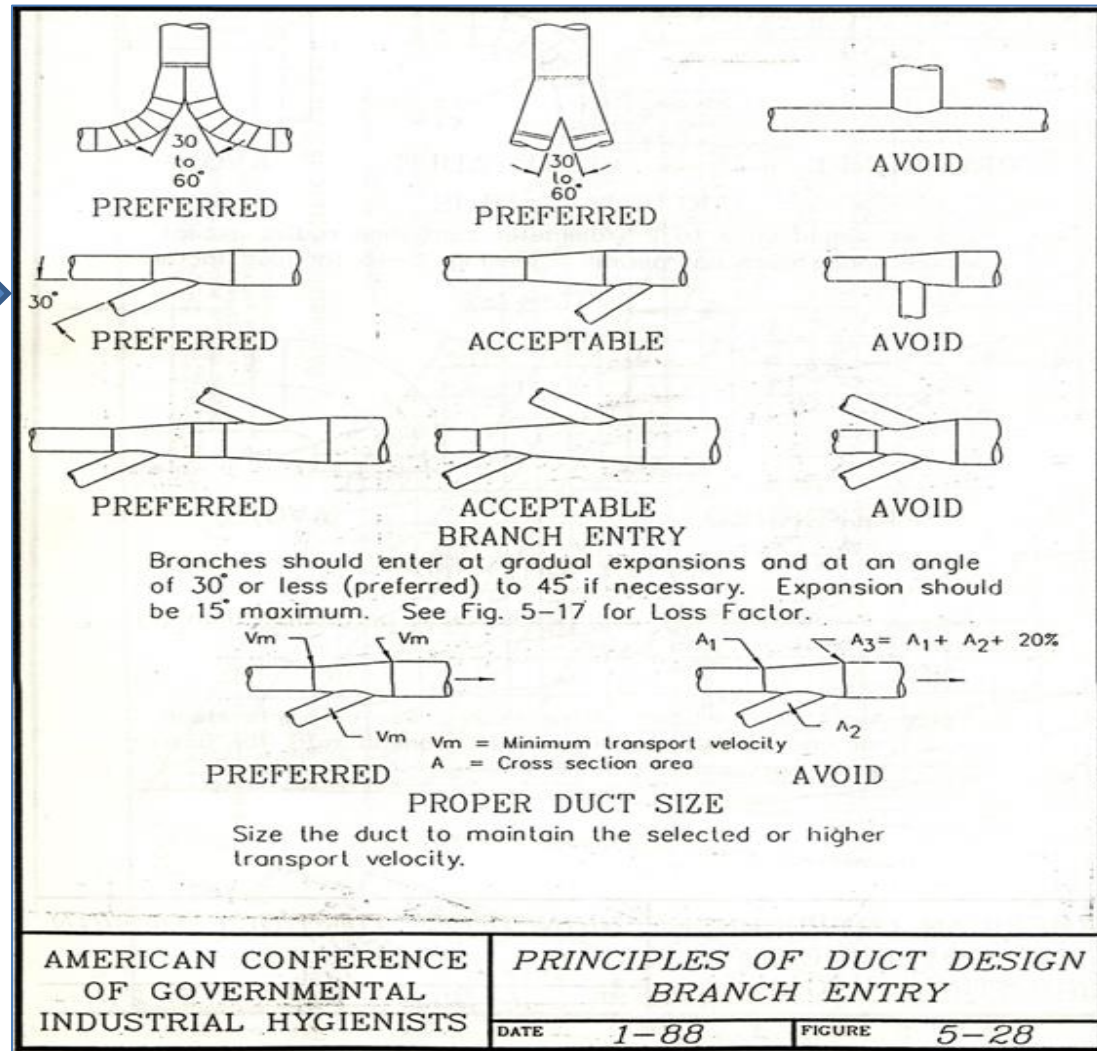 30
to
60°
PREFERRED
30
to
60°
PREFERRED
AVOID
30°
PREFERRED
ACCEPTABLE
AVOID
PREFERRED
ACCEPTABLE
AVOID
BRANCH ENTRY
Branches should enter at gradual expansions and at an angle
of 30° or less (preferred) to 45° if necessary. Expansion should
be 15° maximum. See Fig. 5-17 for Loss Factor.
Vm
Vm
Vm
Vm = Minimum transport velocity
A = Cross section area
PREFERRED
A1
A3= A1+ A2+ 20%
A2
AVOID
PROPER DUCT SIZE
Size the duct to maintain the selected or higher
transport velocity.
AMERICAN CONFERENCE
OF GOVERNMENTAL
INDUSTRIAL HYGIENISTS
PRINCIPLES OF DUCT DESIGN
BRANCH ENTRY
DATE 1-88
FIGURE 5-28